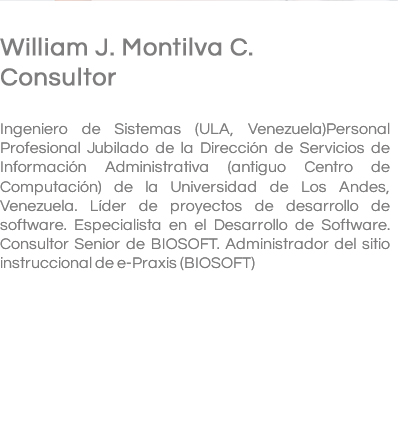 William J. Montilva C.
Consultor
Ingeniero de Sistemas (ULA, Venezuela)Personal
Profesional Jubilado de la Dirección de Servicios de
Información Administrativa (antiguo Centro de
Computación) de la Universidad de Los Andes,
Venezuela. Líder de proyectos de desarrollo de
software. Especialista en el Desarrollo de Software.
Consultor Senior de BIOSOFT. Administrador del sitio
instruccional de e-Praxis (BIOSOFT)